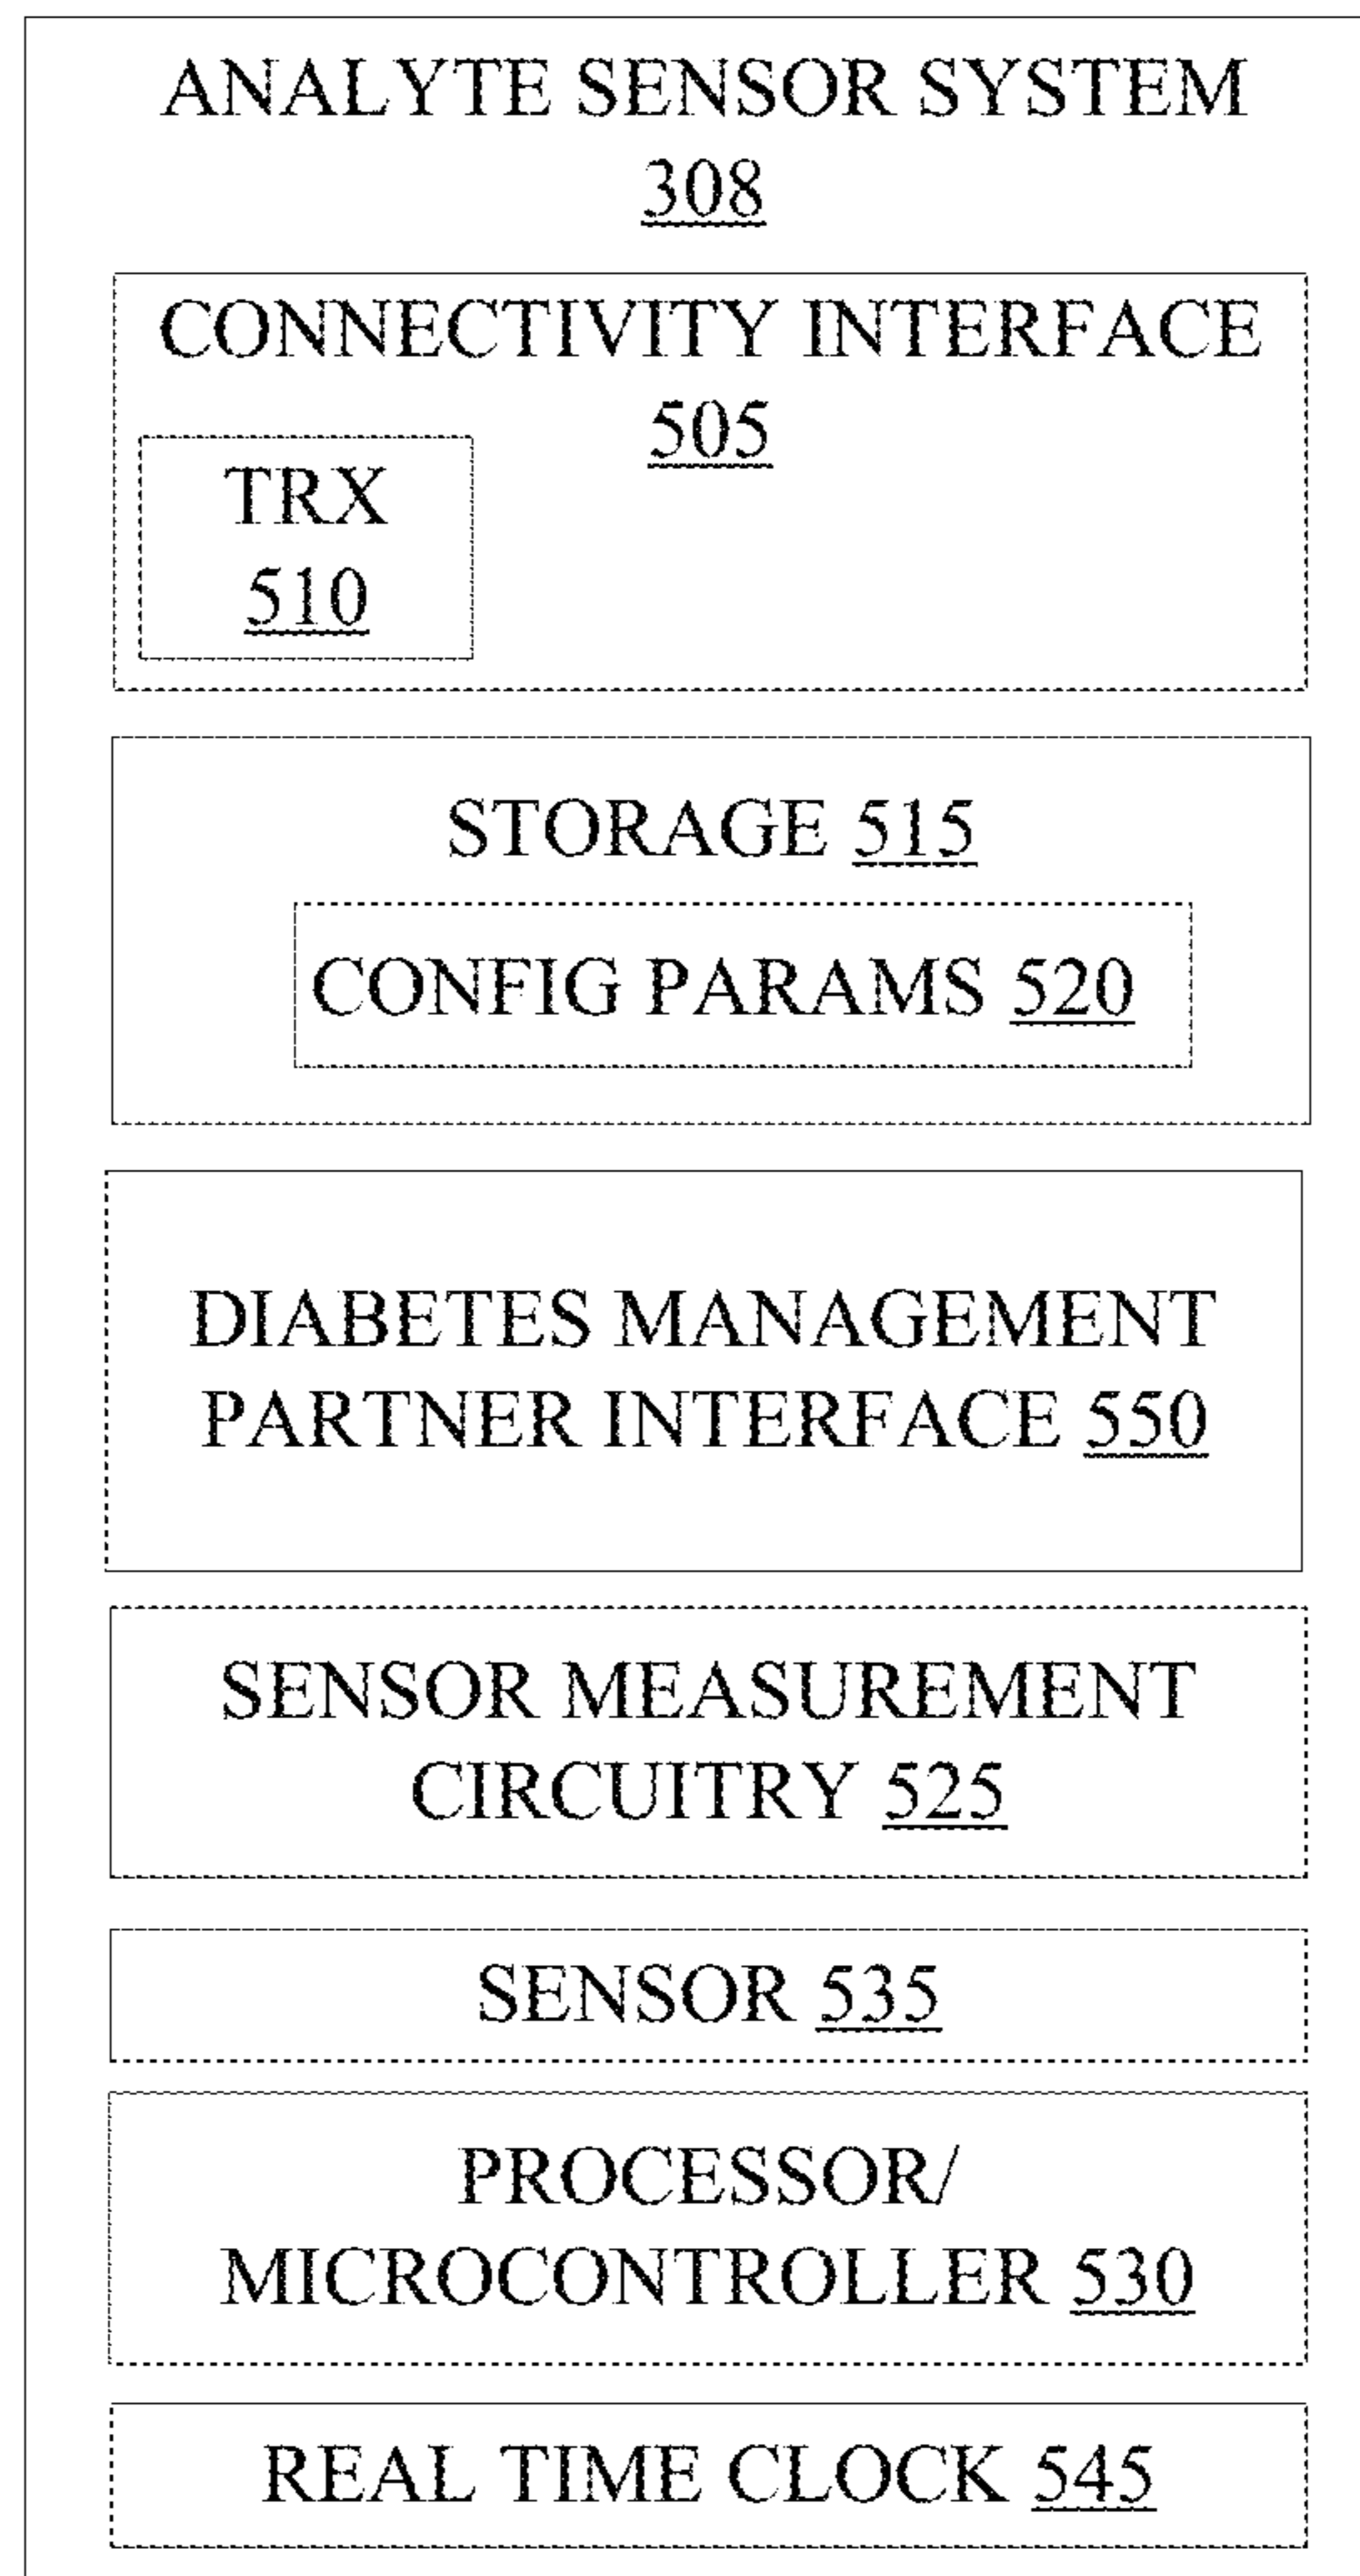 ANALYTE SENSOR SYSTEM
308
CONNECTIVITY INTERFACE
505
TRX
510
STORAGE 515
CONFIG PARAMS 520
DIABETES MANAGEMENT
PARTNER INTERFACE 550
SENSOR MEASUREMENT
CIRCUITRY 525
SENSOR 535
PROCESSOR/
MICROCONTROLLER 530
REAL TIME CLOCK 545